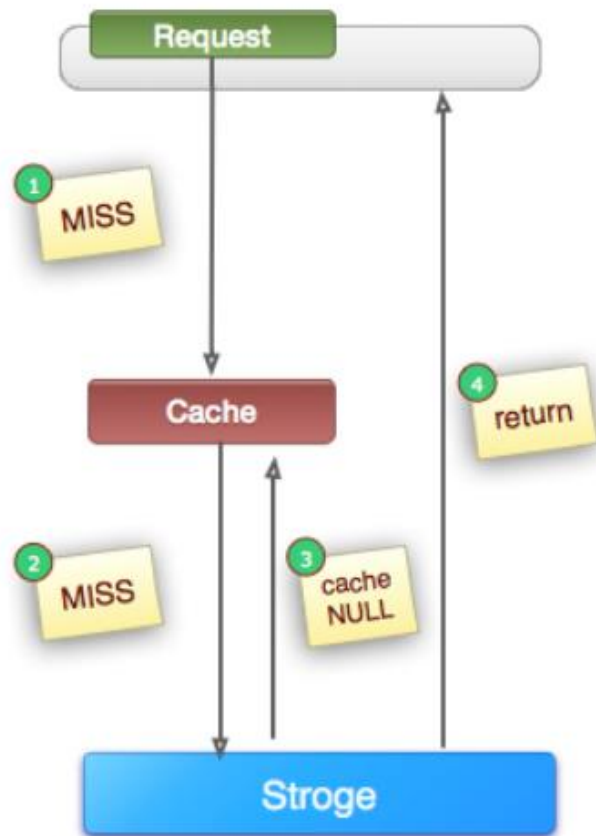 Request
1
MISS
Cache
4
return
2
MISS
3
cache
NULL
Stroge